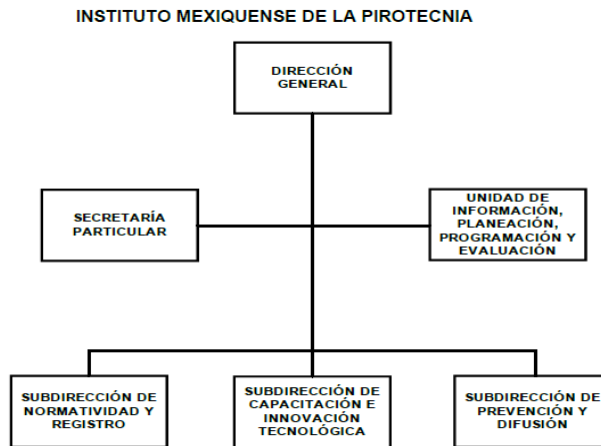 INSTITUTO MEXIQUENSE DE LA PIROTECNIA
DIRECCIÓN
GENERAL
SECRETARÍA
PARTICULAR
UNIDAD DE
INFORMACIÓN,
PLANEACIÓN,
PROGRAMACIÓN Y
EVALUACIÓN
SUBDIRECCIÓN DE
NORMATIVIDAD Y
REGISTRO
SUBDIRECCIÓN DE
CAPACITACIÓN E
INNOVACIÓN
TECNOLÓGICA
SUBDIRECCIÓN DE
PREVENCIÓN Y
DIFUSIÓN